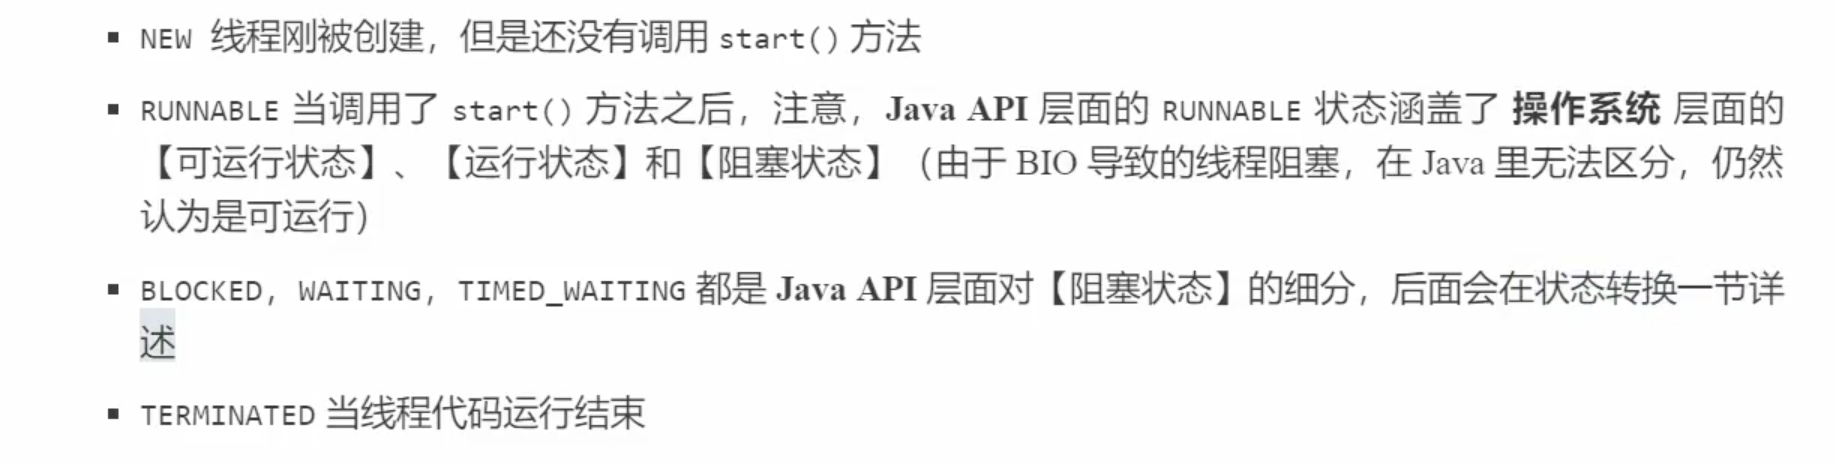 ▪ NEW 线程刚被创建，但是还没有调用 start() 方法
▪ RUNNABLE 当调用了 start() 方法之后，注意，Java API 层面的 RUNNABLE 状态涵盖了 操作系统 层面的
【可运行状态】、【运行状态】和【阻塞状态】（由于 BIO 导致的线程阻塞，在 Java 里无法区分，仍然
认为是可运行）
▪ BLOCKED，WAITING，TIMED_WAITING 都是 Java API 层面对【阻塞状态】的细分，后面会在状态转换一节详
述
▪ TERMINATED 当线程代码运行结束